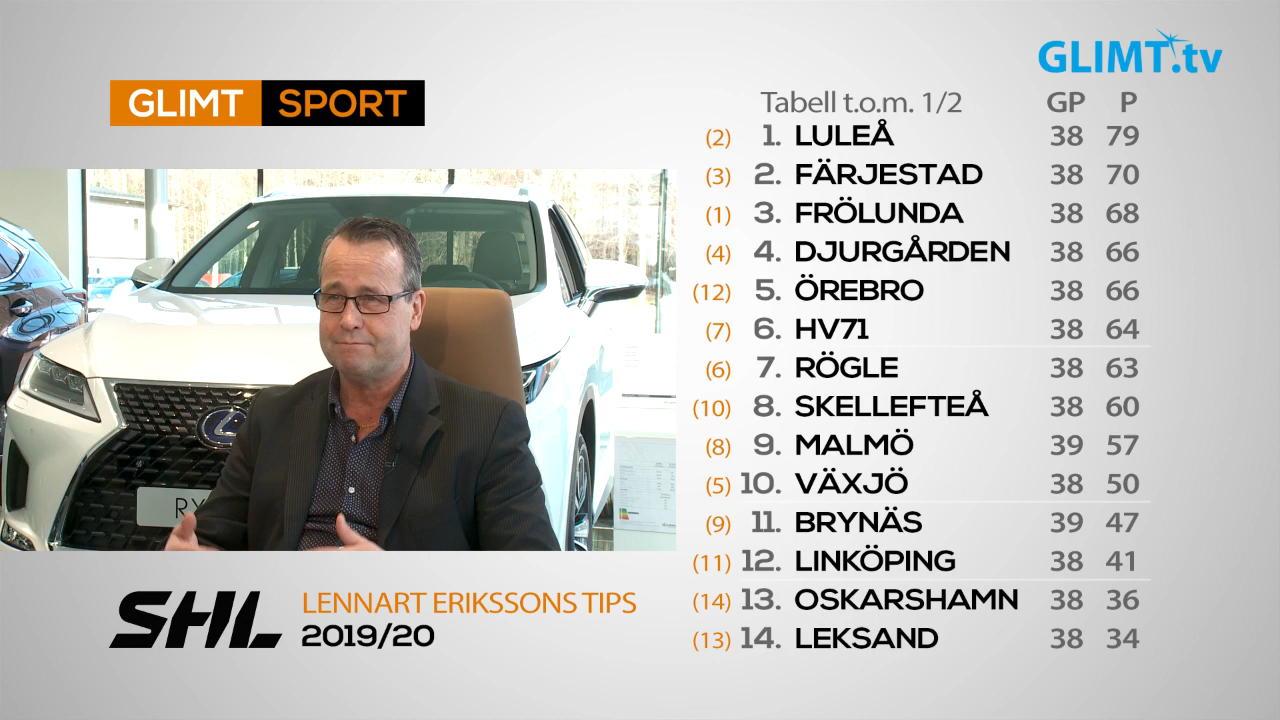 GLIMT.tv
GLIMT SPORT
Tabell t.o.m. 1/2 GP P
(2) 1. LULEÅ 38 79
(3) 2. FÄRJESTAD 38 70
(1) 3. FRÖLUNDA 38 68
(4) 4. DJURGÅRDEN 38 66
(12) 5. ÖREBRO 38 66
(7) 6. HV71 38 64
(6) 7. RÖGLE 38 63
(10) 8. SKELLEFTEÅ 38 60
(8) 9. MALMÖ 39 57
(5) 10. VÄXJÖ 38 50
(9) 11. BRYNÄS 39 47
(11) 12. LINKÖPING 38 41
(14) 13. OSKARSHAMN 38 36
(13) 14. LEKSAND 38 34
RX
SHL
LENNART ERIKSSONS TIPS
2019/20